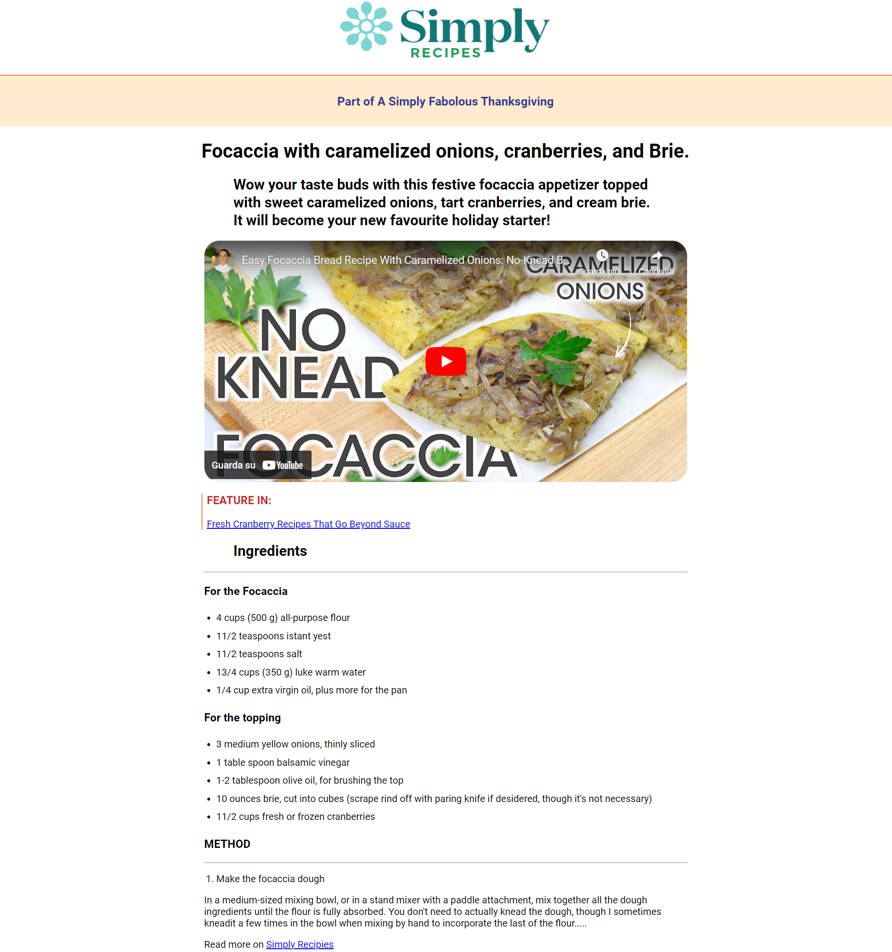 Simply
RECIPES
Part of A Simply Fabolous Thanksgiving
Focaccia with caramelized onions, cranberries, and Brie.
Wow your taste buds with this festive focaccia appetizer topped
with sweet caramelized onions, tart cranberries, and cream brie.
It will become your new favourite holiday starter!
Easy Focaccia Bread Recipe With Caramelized Onions: No-Knead B...
CARAMELIZED
ONIONS
NO
KNEAD
FOCACCIA
Guarda su YouTube
FEATURE IN:
Fresh Cranberry Recipes That Go Beyond Sauce
Ingredients
For the Focaccia
4 cups (500 g) all-purpose flour
11/2 teaspoons istant yest
11/2 teaspoons salt
13/4 cups (350 g) luke warm water
1/4 cup extra virgin oil, plus more for the pan
For the topping
3 medium yellow onions, thinly sliced
1 table spoon balsamic vinegar
1-2 tablespoon olive oil, for brushing the top
10 ounces brie, cut into cubes (scrape rind off with paring knife if desidered, though it's not necessary)
11/2 cups fresh or frozen cranberries
METHOD
1. Make the focaccia dough
In a medium-sized mixing bowl, or in a stand mixer with a paddle attachment, mix together all the dough
ingredients until the flour is fully absorbed. You don't need to actually knead the dough, though I sometimes
kneadit a few times in the bowl when mixing by hand to incorporate the last of the flour.....
Read more on Simply Recipies